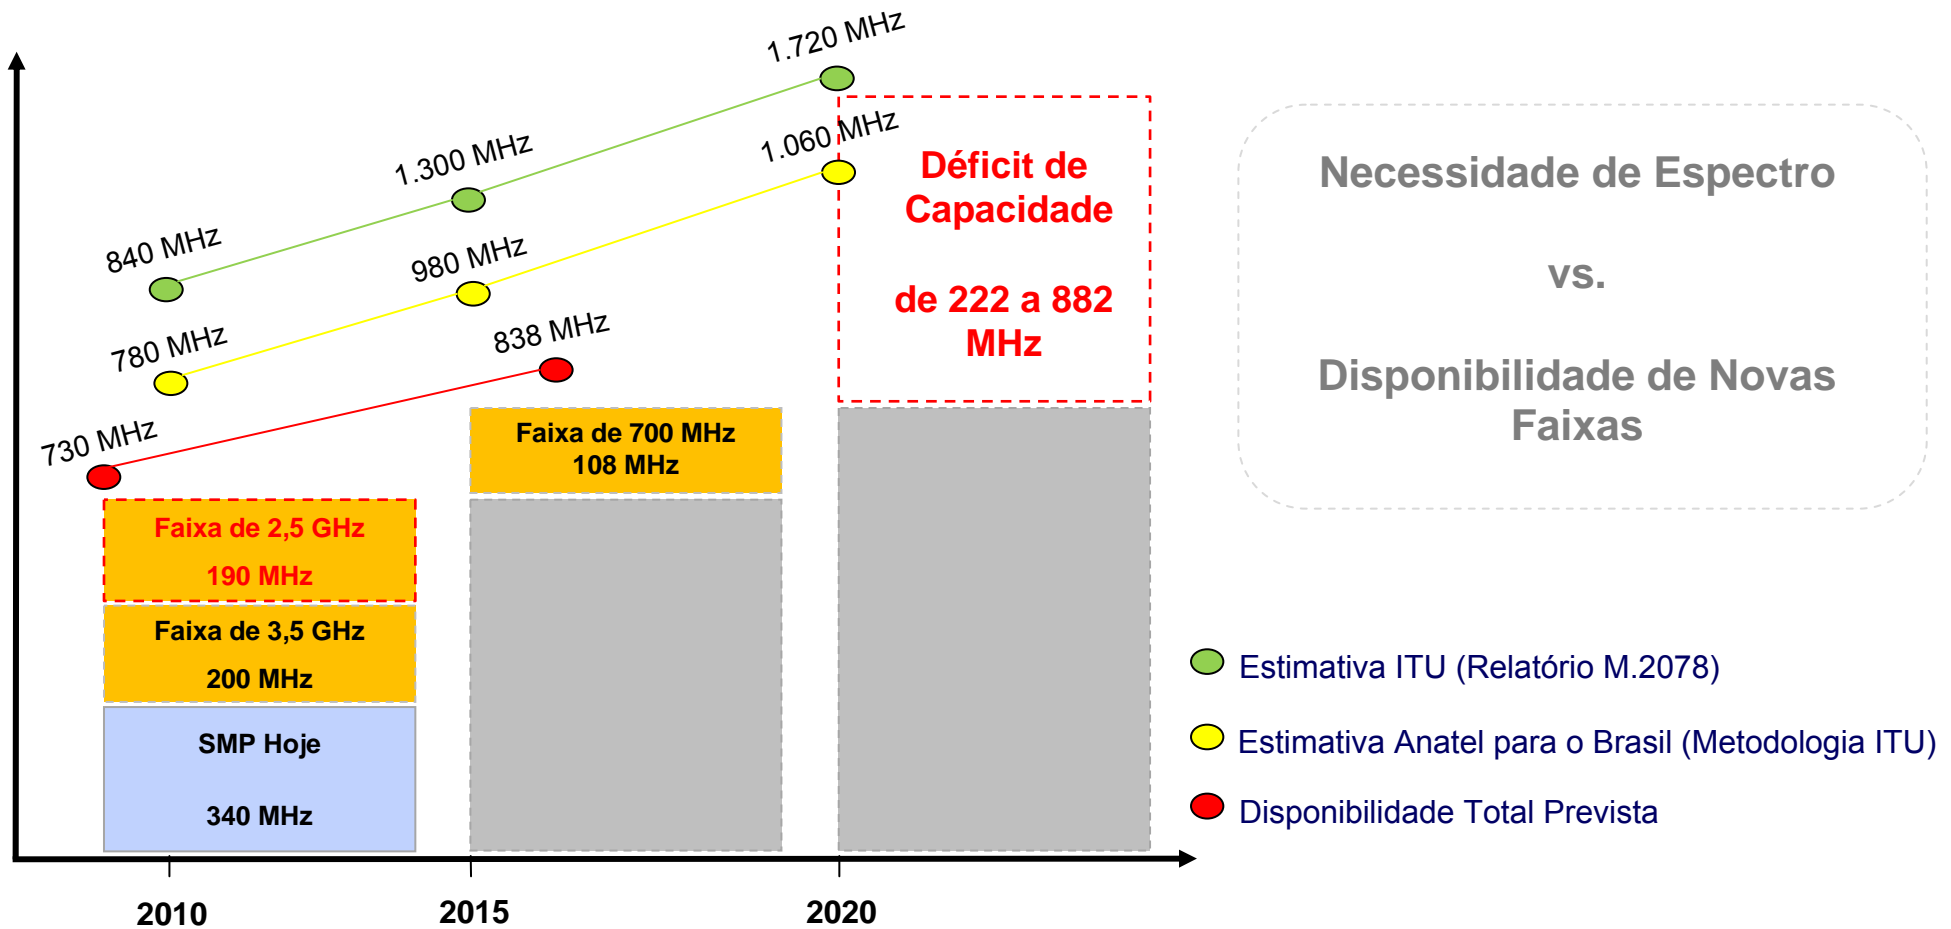 1.720 MHz
1.300 MHz
1.060 MHz
840 MHz
980 MHz
780 MHz
838 MHz
730 MHz
Déficit de
Capacidade
de 222 a 882
MHz
Faixa de 700 MHz
108 MHz
Faixa de 2,5 GHz
190 MHz
Faixa de 3,5 GHz
200 MHz
SMP Hoje
340 MHz
2010
2015
2020
Necessidade de Espectro
vs.
Disponibilidade de Novas
Faixas
Estimativa ITU (Relatório M.2078)
Estimativa Anatel para o Brasil (Metodologia ITU)
Disponibilidade Total Prevista